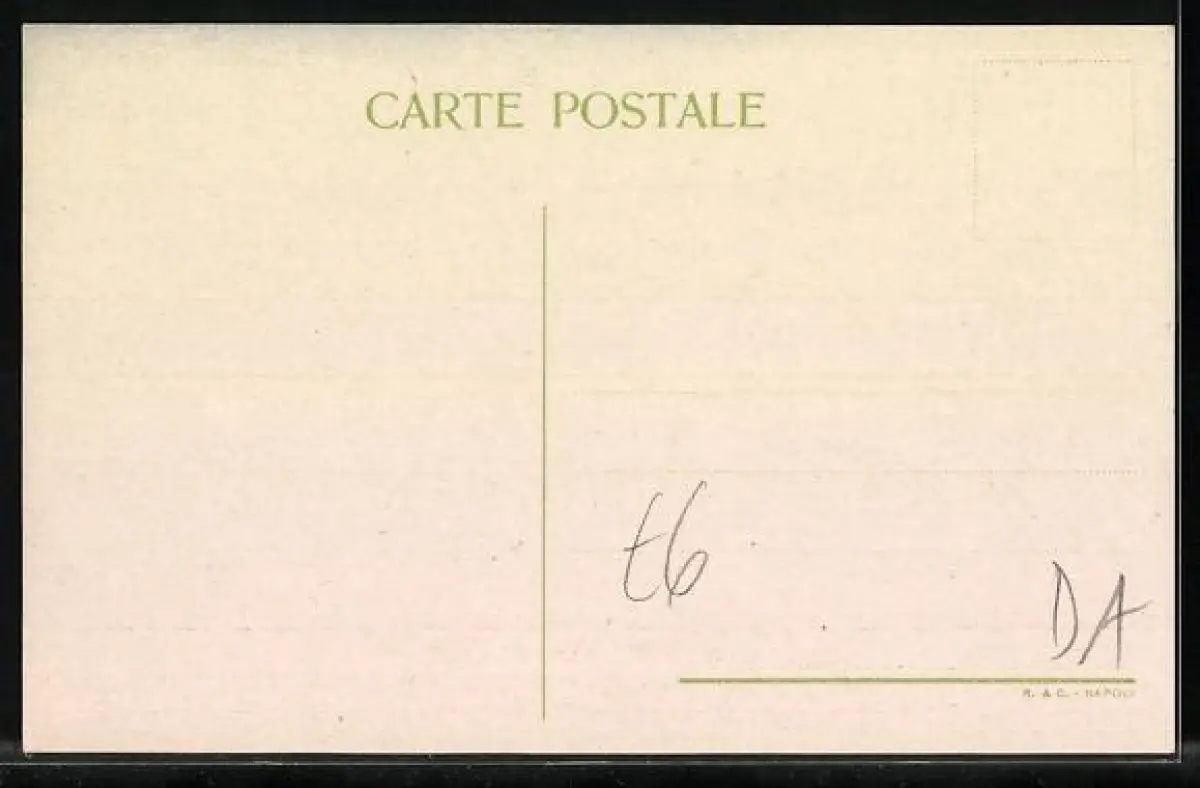 CARTE POSTALE
t6
DA
R. & C. - NAPOLI